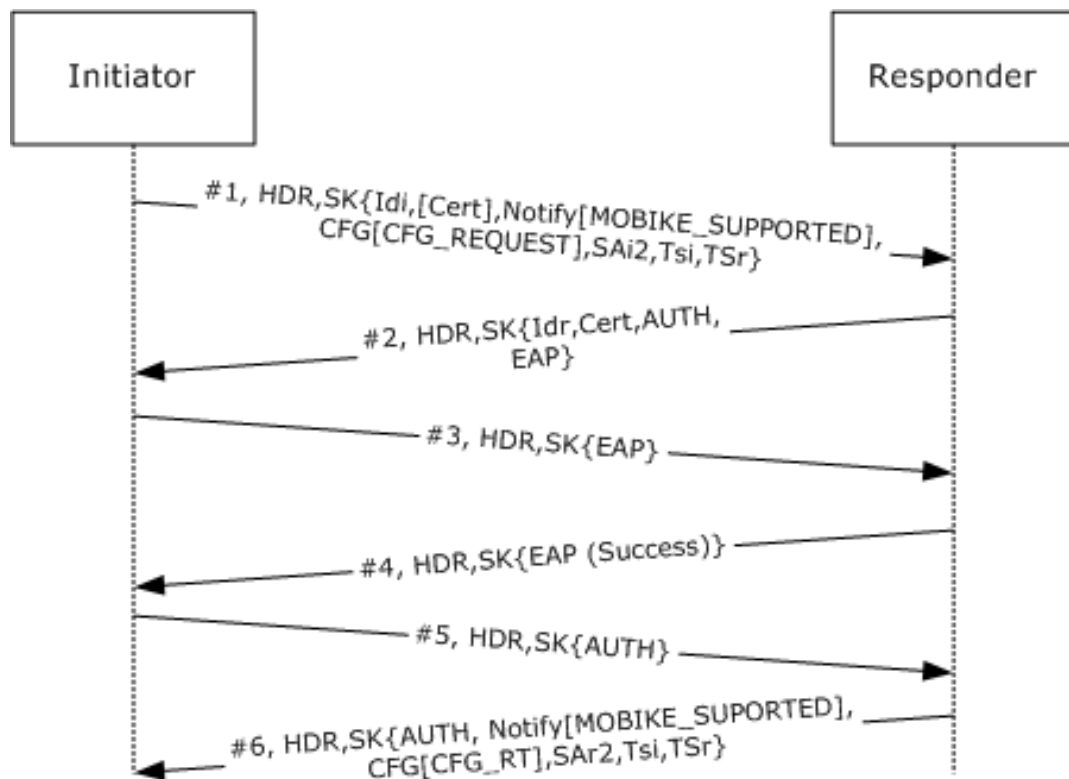 Initiator
Responder
#1, HDR,SK{Idi,[Cert],Notify[MOBIKE_SUPPORTED],
CFG[CFG_REQUEST],SAi2,Tsi,TSr}
#2, HDR,SK{Idr,Cert,AUTH,
EAP}
#3, HDR,SK{EAP}
#4, HDR,SK{EAP (Success)}
#5, HDR,SK{AUTH}
#6, HDR,SK{AUTH, Notify[MOBIKE_SUPORTED],
CFG[CFG_RT],SAr2,Tsi,TSr}